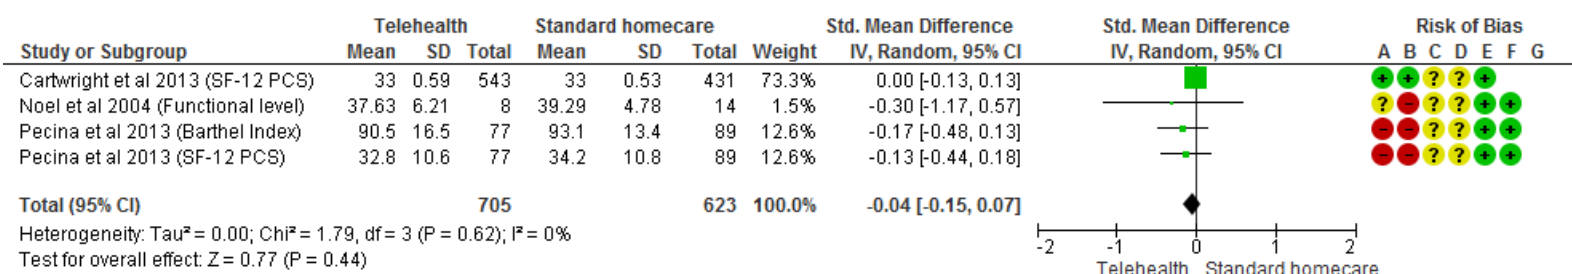 Telehealth Standard homecare Std. Mean Difference Std. Mean Difference Risk of Bias
Study or Subgroup Mean SD Total Mean SD Total Weight IV, Random, 95% CI IV, Random, 95% CI A B C D E F G
Cartwright et al 2013 (SF-12 PCS) 33 0.59 543 33 0.53 431 73.3% 0.00 [-0.13, 0.13] + + ? ? +
Noel et al 2004 (Functional level) 37.63 6.21 8 39.29 4.78 14 1.5% -0.30 [-1.17, 0.57] ? - ? ? + +
Pecina et al 2013 (Barthel Index) 90.5 16.5 77 93.1 13.4 89 12.6% -0.17 [-0.48, 0.13] - - ? ? + +
Pecina et al 2013 (SF-12 PCS) 32.8 10.6 77 34.2 10.8 89 12.6% -0.13 [-0.44, 0.18] - - ? ? + +
Total (95% CI) 705 623 100.0% -0.04 [-0.15, 0.07]
Heterogeneity: Tau² = 0.00; Chi² = 1.79, df = 3 (P = 0.62); I² = 0%
Test for overall effect: Z = 0.77 (P = 0.44)
-2 -1 0 1 2
Telehealth Standard homecare